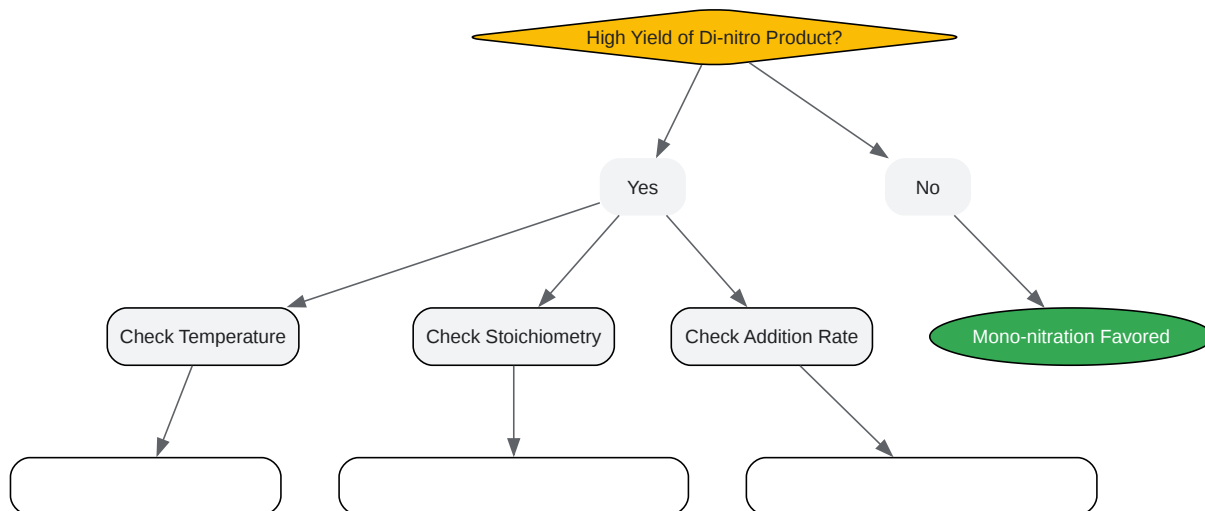 High Yield of Di-nitro Product?
Yes
No
Check Temperature
Check Stoichiometry
Check Addition Rate
Mono-nitration Favored